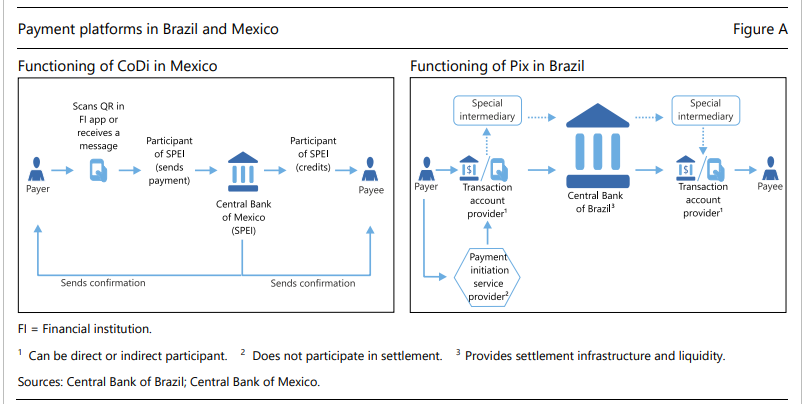 Payment platforms in Brazil and Mexico
Figure A
Functioning of CoDi in Mexico
Scans QR in
FI app or
receives a
message
Participant
of SPEI
(sends
payment)
Participant
of SPEI
(credits)
Payer
Payee
Central Bank
of Mexico
(SPEI)
Sends confirmation
Sends confirmation
Functioning of Pix in Brazil
Special
intermediary
Special
intermediary
Payer
Transaction
account
provider¹
Central Bank
of Brazil³
Transaction
account
provider¹
Payee
Payment
initiation
service
provider²
FI = Financial institution.
¹ Can be direct or indirect participant. ² Does not participate in settlement. ³ Provides settlement infrastructure and liquidity.
Sources: Central Bank of Brazil; Central Bank of Mexico.